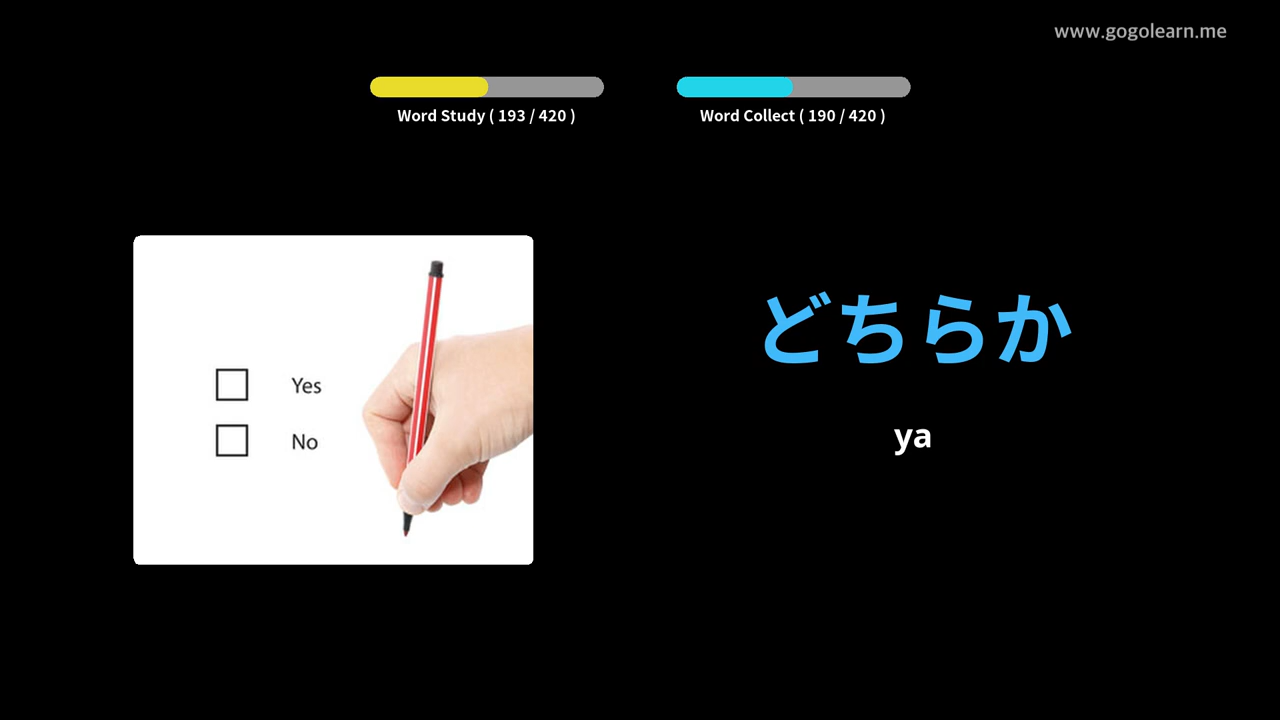 www.gogolearn.me
Word Study ( 193 / 420 )
Word Collect ( 190 / 420 )
Yes
No
どちらか
ya